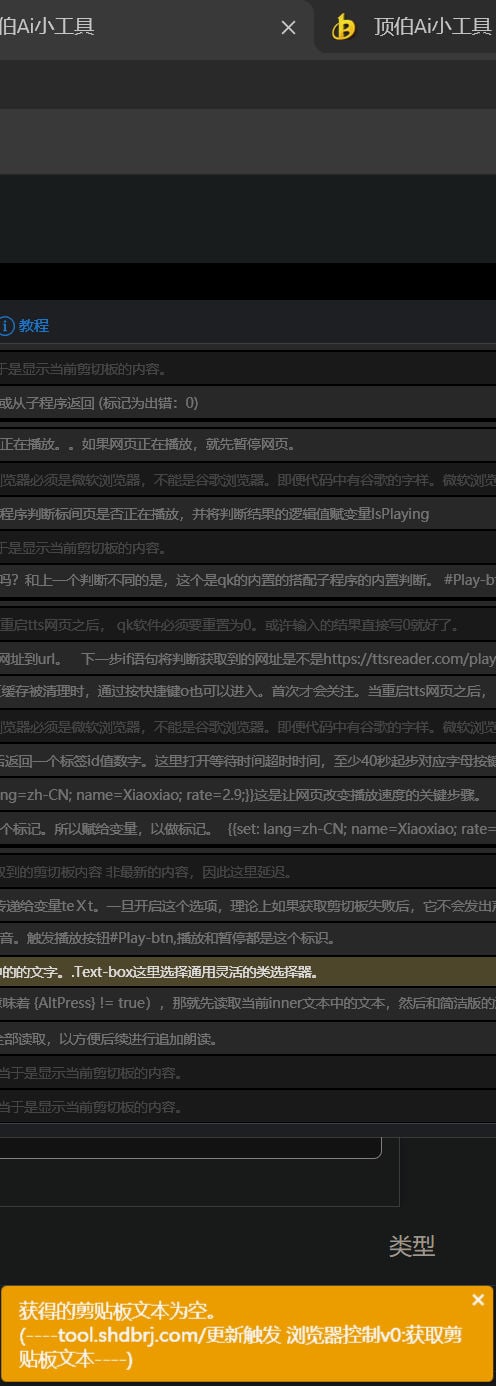 伯Ai小工具
顶伯Ai小工具
教程
于是显示当前剪切板的内容。
或从子程序返回 (标记为出错：0)
正在播放。。如果网页正在播放，就先暂停网页。
览器必须是微软浏览器，不能是谷歌浏览器。即便代码中有谷歌的字样。微软浏览
程序判断标间页是否正在播放，并将判断结果的逻辑值赋变量IsPlaying
于是显示当前剪切板的内容。
吗？和上一个判断不同的是，这个是qk的内置的搭配子程序的内置判断。 #Play-bt
重启tts网页之后， qk软件必须要重置为0。或许输入的结果直接写0就好了。
网址到url。 下一步if语句将判断获取到的网址是不是https://ttsreader.com/play
缓存被清理时，通过按快捷键o也可以进入。首次才会关注。当重启tts网页之后，
览器必须是微软浏览器，不能是谷歌浏览器。即便代码中有谷歌的字样。微软浏览
后返回一个标签id值数字。这里打开等待时间超时时间，至少40秒起步对应字母按键
ang=zh-CN; name=Xiaoxiao; rate=2.9;}}这是让网页改变播放速度的关键步骤。
个标记。所以赋给变量，以做标记。 {{set: lang=zh-CN; name=Xiaoxiao; rate=
取到的剪切板内容 非最新的内容，因此这里延迟。
传递给变量teXt。一旦开启这个选项，理论上如果获取剪切板失败后，它不会发出
音。触发播放按钮#Play-btn,播放和暂停都是这个标识。
中的的文字。.Text-box这里选择通用灵活的类选择器。
意味着 {AltPress} != true），那就先读取当前inner文本中的文本，然后和简洁版的
全部读取，以方便后续进行追加朗读。
当于是显示当前剪切板的内容。
当于是显示当前剪切板的内容。
类型
获得的剪贴板文本为空。
(----tool.shdbrj.com/更新触发 浏览器控制v0:获取剪
贴板文本----)